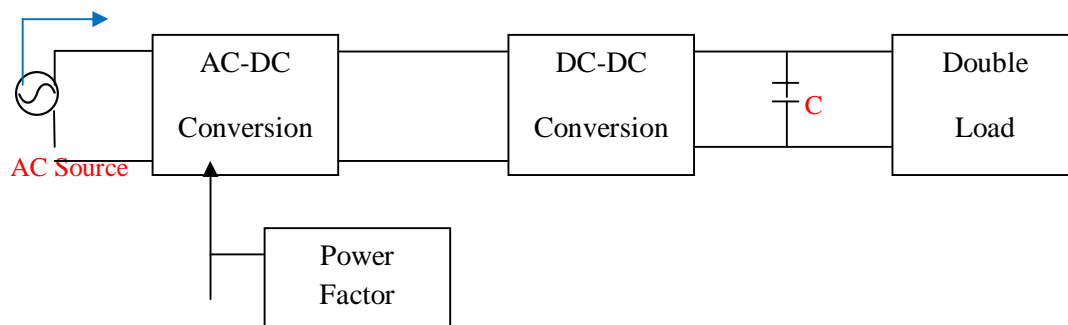 AC-DC
Conversion
DC-DC
Conversion
C
Double
Load
AC Source
Power
Factor